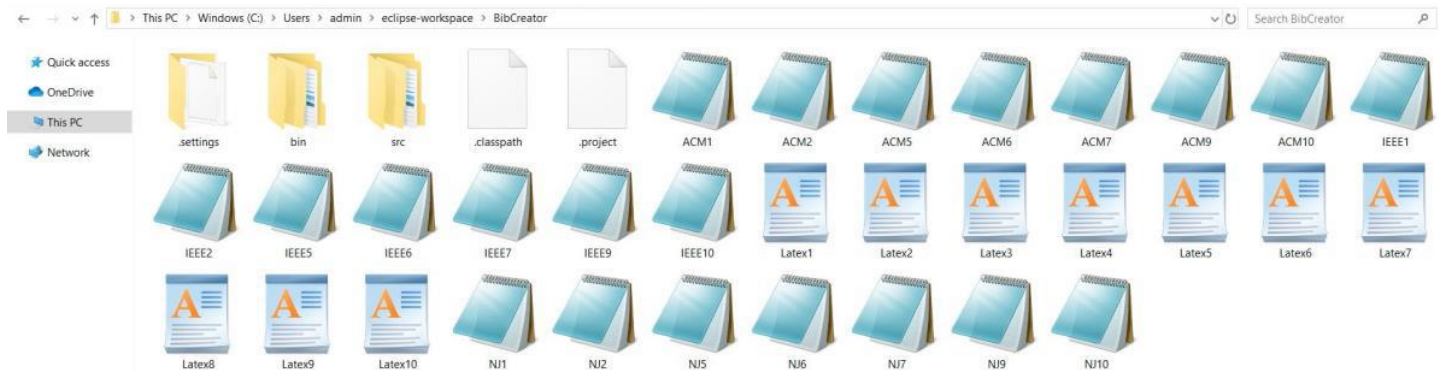 This PC > Windows (C:) > Users > admin > eclipse-workspace > BibCreator
Search BibCreator
Quick access
OneDrive
This PC
Network
.settings bin src .classpath .project ACM1 ACM2 ACM5 ACM6 ACM7 ACM9 ACM10 IEEE1
IEEE2 IEEE5 IEEE6 IEEE7 IEEE9 IEEE10 Latex1 Latex2 Latex3 Latex4 Latex5 Latex6 Latex7
Latex8 Latex9 Latex10 NJ1 NJ2 NJ5 NJ6 NJ7 NJ9 NJ10